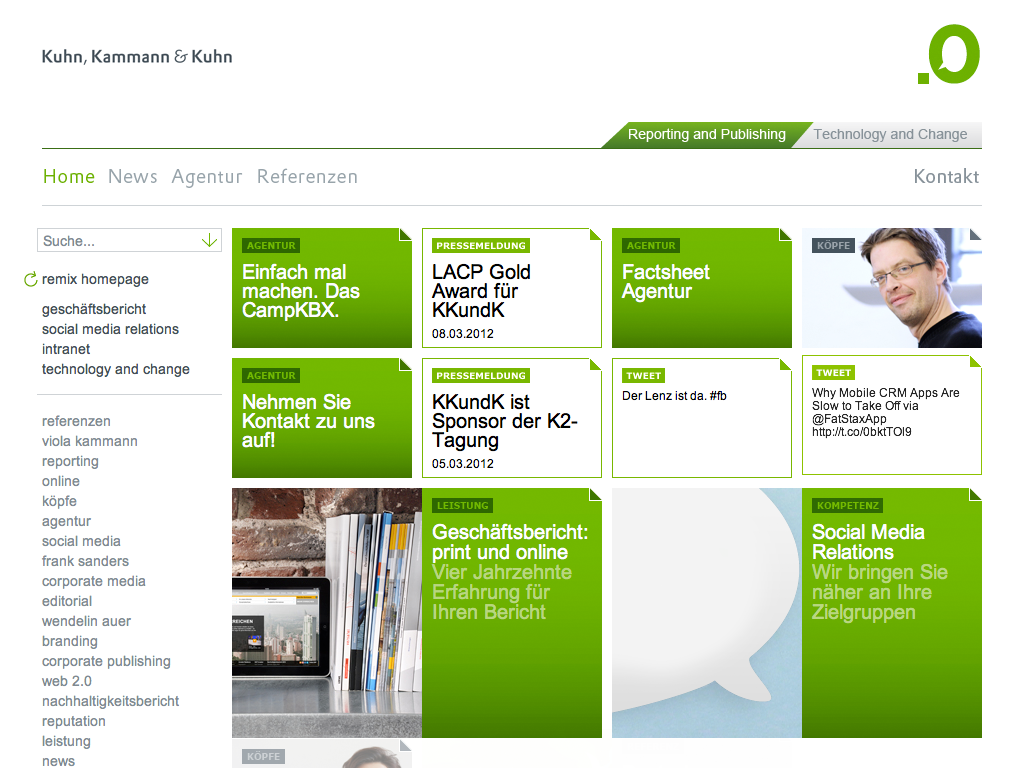 Kuhn, Kammann & Kuhn
.O
Reporting and Publishing
Technology and Change
Home News Agentur Referenzen
Kontakt
Suche...
remix homepage
geschäftsbericht
social media relations
intranet
technology and change
referenzen
viola kammann
reporting
online
köpfe
agentur
social media
frank sanders
corporate media
editorial
wendelin auer
branding
corporate publishing
web 2.0
nachhaltigkeitsbericht
reputation
leistung
news
AGENTUR
Einfach mal
machen. Das
CampKBX.
PRESSEMELDUNG
LACP Gold
Award für
KKundK
08.03.2012
AGENTUR
Factsheet
Agentur
KÖPFE
AGENTUR
Nehmen Sie
Kontakt zu uns
auf!
PRESSEMELDUNG
KKundK ist
Sponsor der K2-
Tagung
05.03.2012
TWEET
Der Lenz ist da. #fb
TWEET
Why Mobile CRM Apps Are
Slow to Take Off via
@FatStaxApp
http://t.co/0bktTOl9
LEISTUNG
Geschäftsbericht:
print und online
Vier Jahrzehnte
Erfahrung für
Ihren Bericht
KOMPETENZ
Social Media
Relations
Wir bringen Sie
näher an Ihre
Zielgruppen
KÖPFE